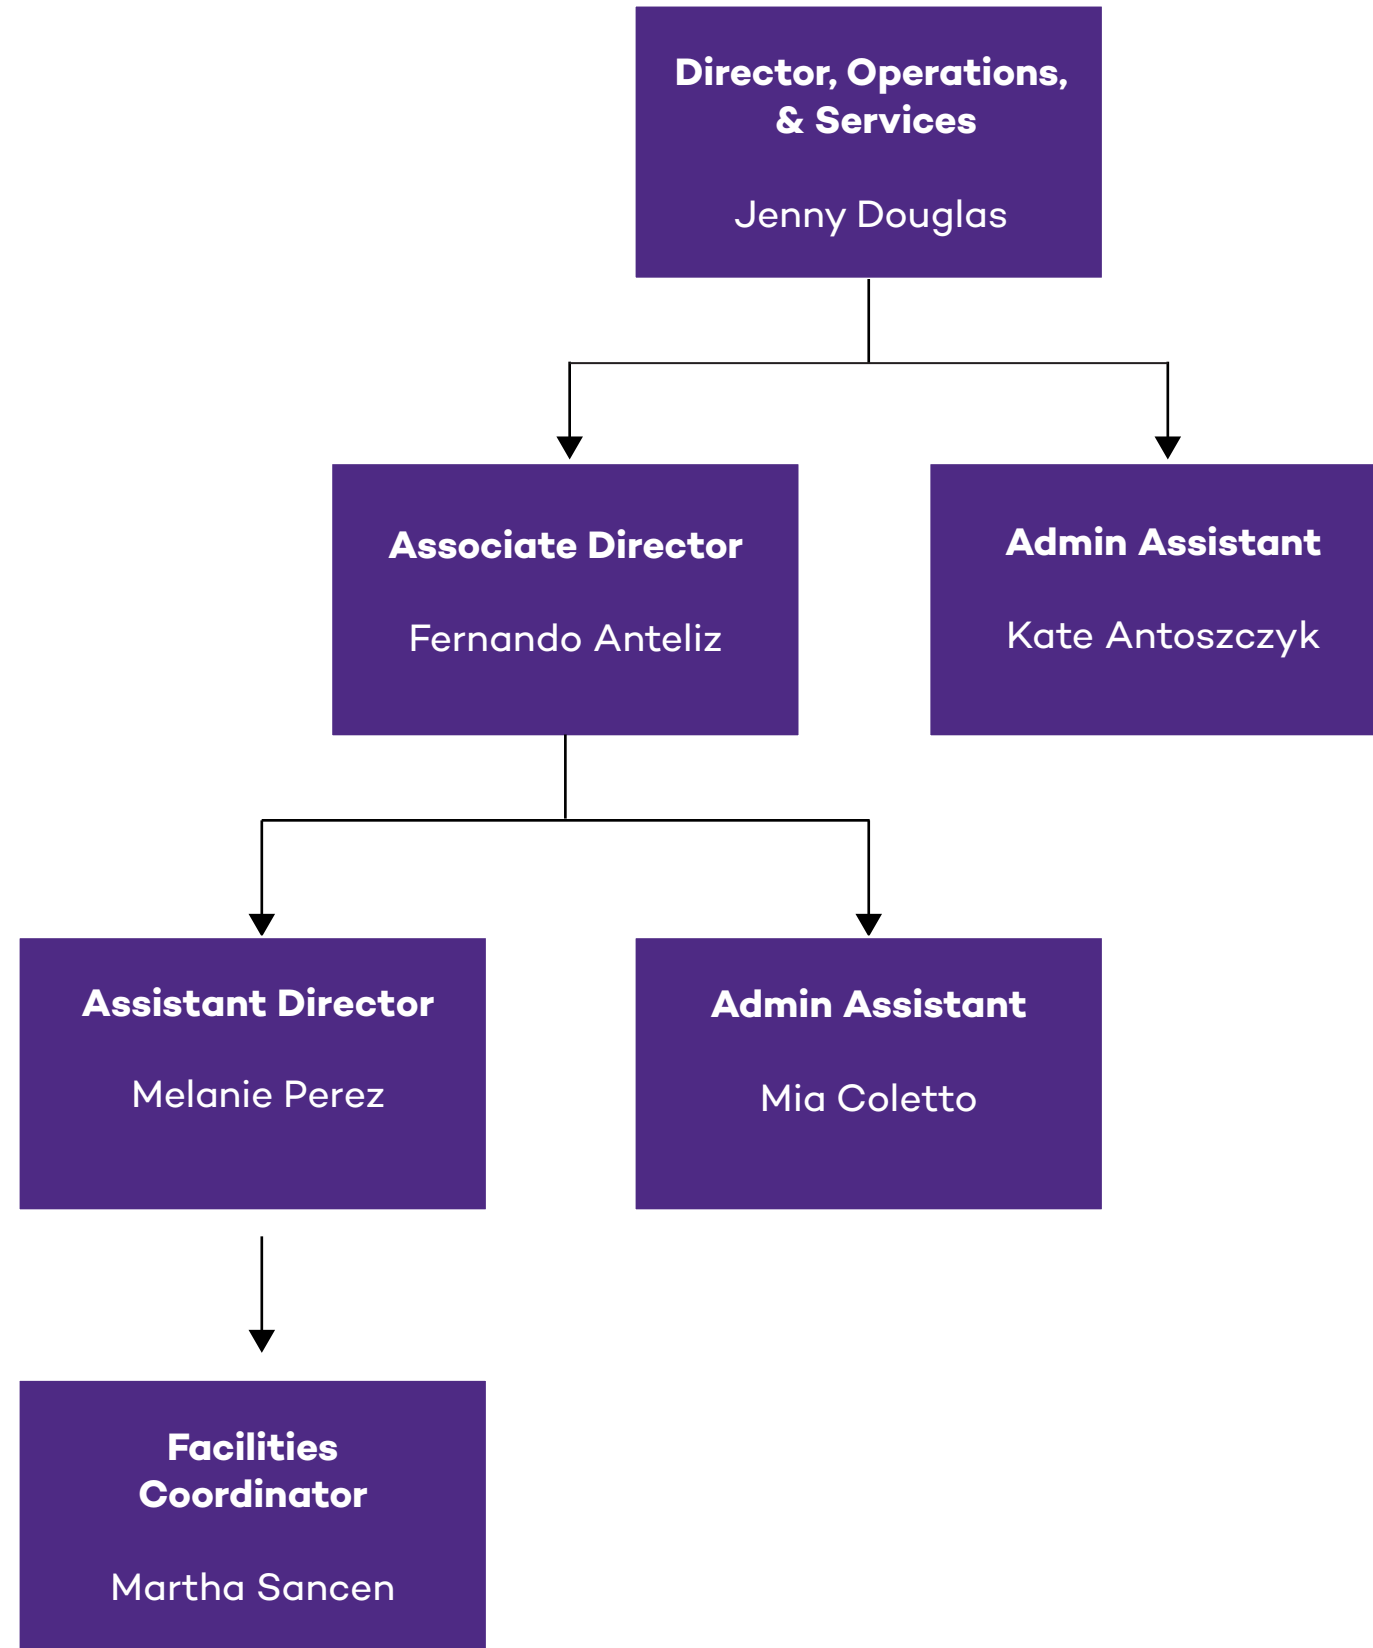 Director, Operations,
& Services
Jenny Douglas
Associate Director
Fernando Anteliz
Admin Assistant
Kate Antoszczyk
Assistant Director
Melanie Perez
Admin Assistant
Mia Coletto
Facilities
Coordinator
Martha Sancen